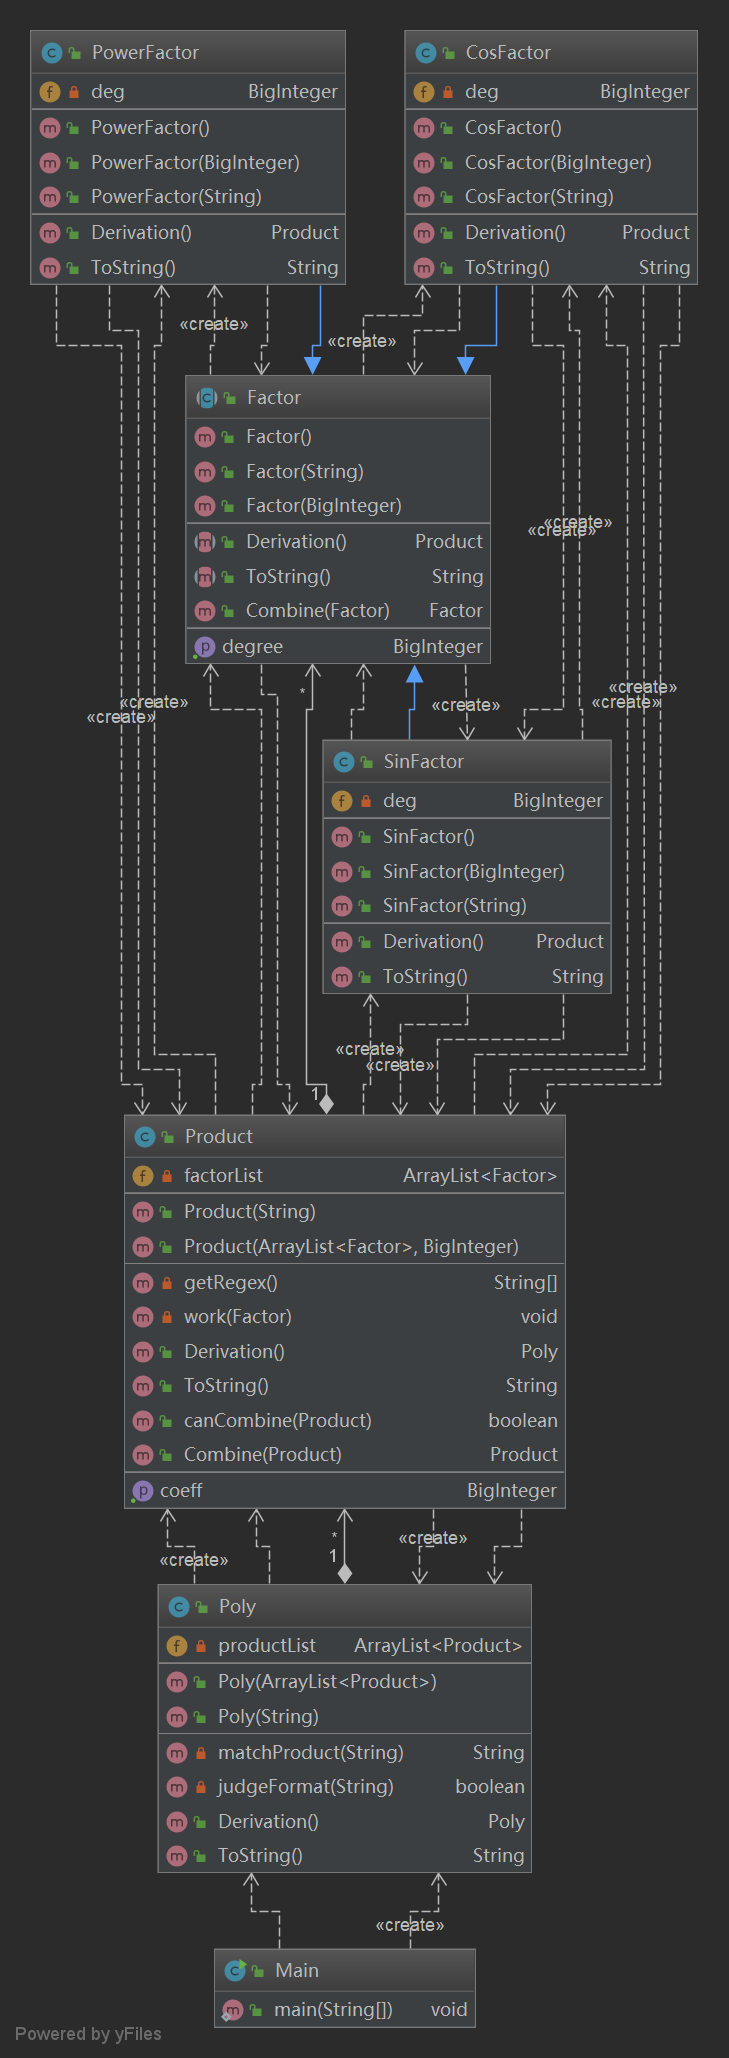 PowerFactor
deg BigInteger
PowerFactor()
PowerFactor(BigInteger)
PowerFactor(String)
Derivation() Product
ToString() String
CosFactor
deg BigInteger
CosFactor()
CosFactor(BigInteger)
CosFactor(String)
Derivation() Product
ToString() String
«create»
«create»
Factor
Factor()
Factor(String)
Factor(BigInteger)
Derivation() Product
ToString() String
Combine(Factor) Factor
degree BigInteger
«create»
«create»
«create»
«create»
*
«create»
«create»
«create»
SinFactor
deg BigInteger
SinFactor()
SinFactor(BigInteger)
SinFactor(String)
Derivation() Product
ToString() String
«create»
«create»
1
Product
factorList ArrayList<Factor>
Product(String)
Product(ArrayList<Factor>, BigInteger)
getRegex() String[]
work(Factor) void
Derivation() Poly
ToString() String
canCombine(Product) boolean
Combine(Product) Product
coeff BigInteger
*
«create»
1
«create»
Poly
productList ArrayList<Product>
Poly(ArrayList<Product>)
Poly(String)
matchProduct(String) String
judgeFormat(String) boolean
Derivation() Poly
ToString() String
«create»
Main
main(String[]) void
Powered by yFiles